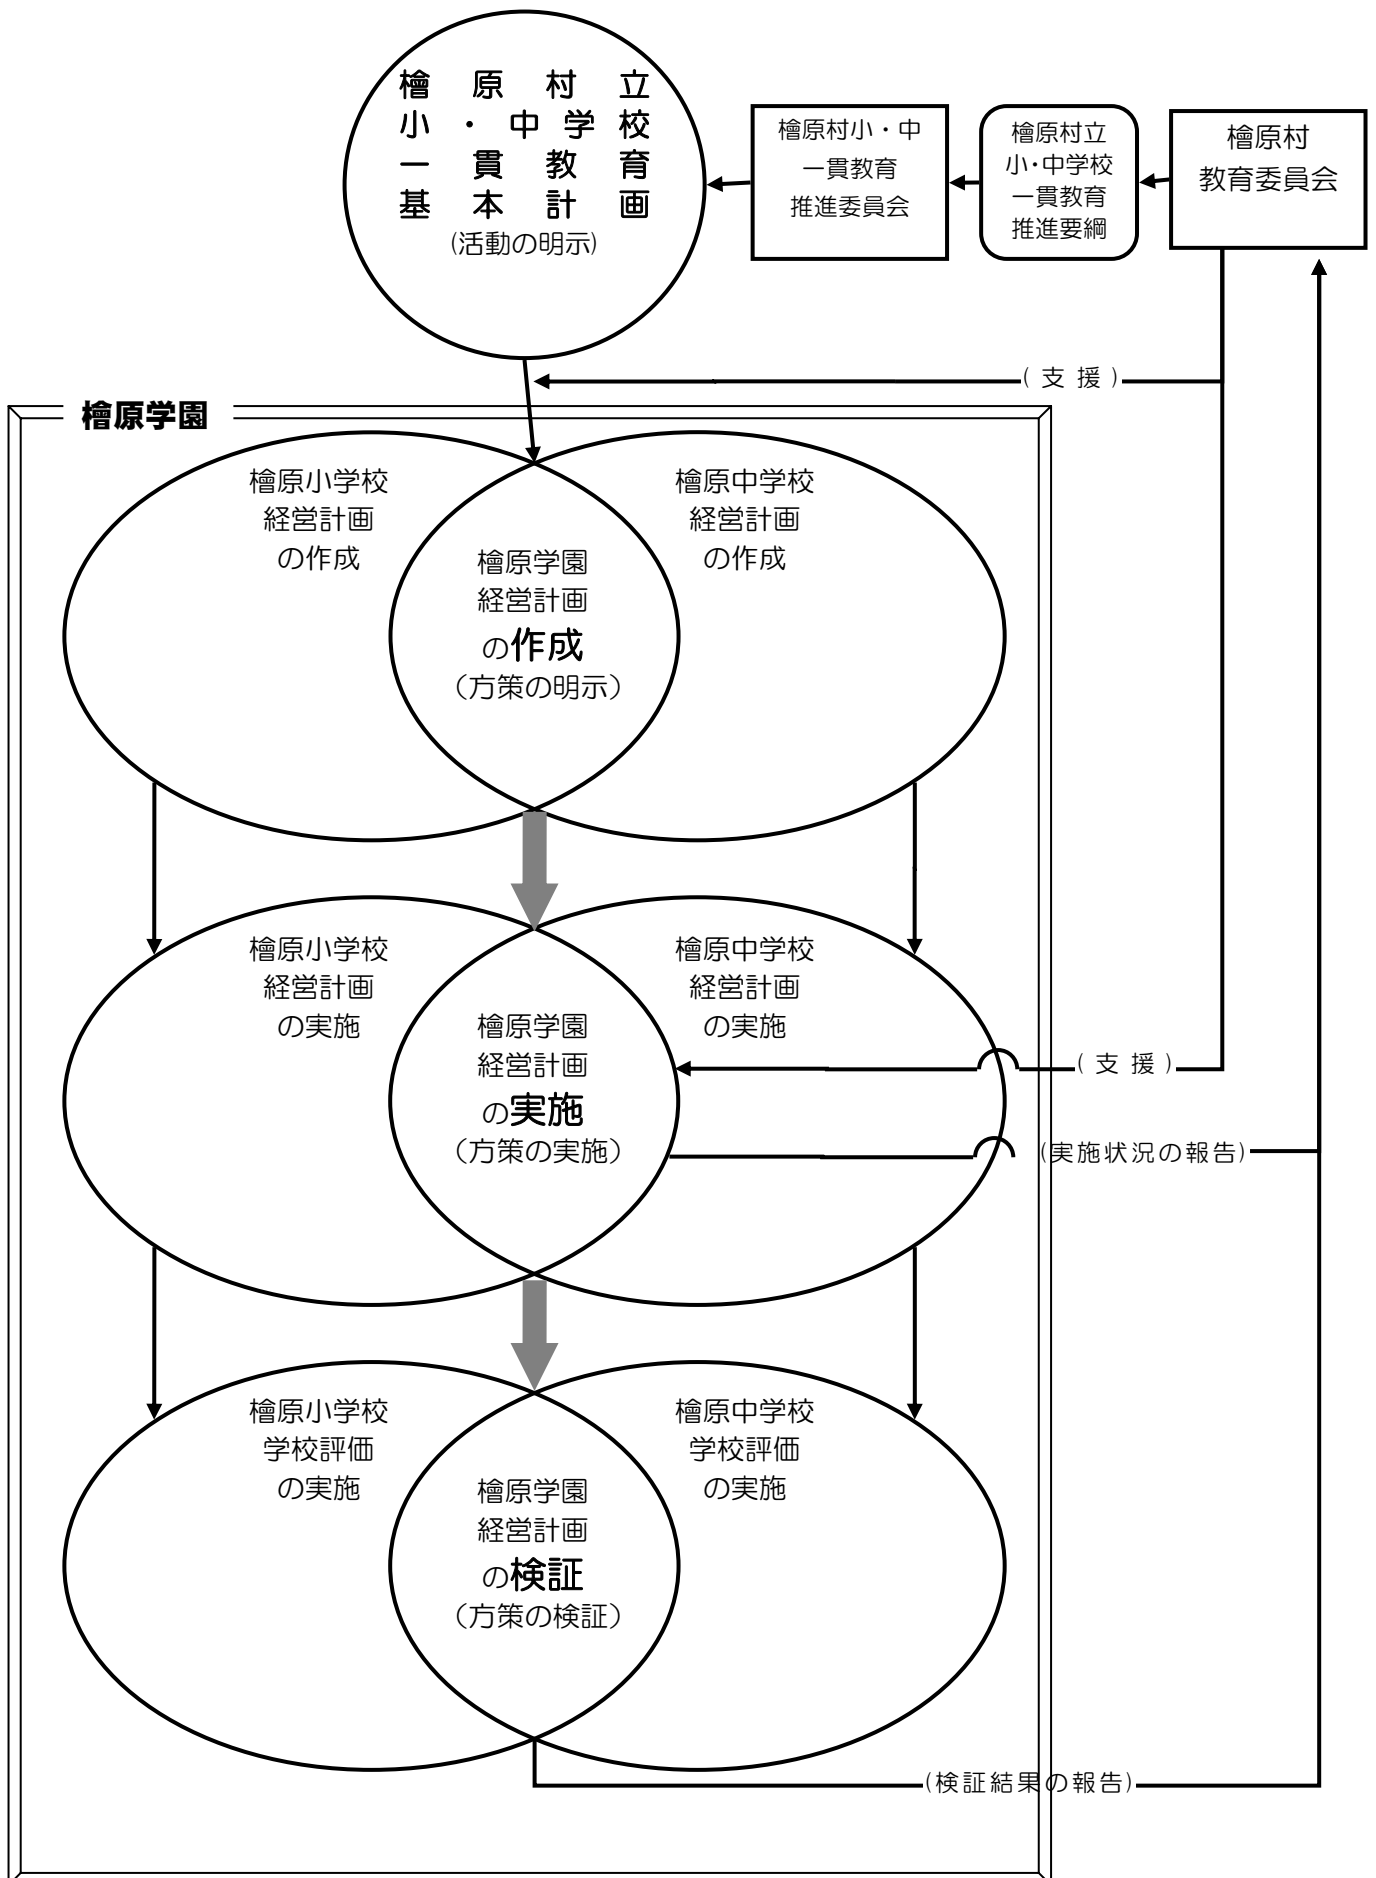 檜原村立
小・中学校
一貫教育
基本計画
(活動の明示)
檜原村小・中
一貫教育
推進委員会
檜原村立
小・中学校
一貫教育
推進要綱
檜原村
教育委員会
(支援)
檜原学園
檜原小学校
経営計画
の作成
檜原中学校
経営計画
の作成
檜原学園
経営計画
の作成
（方策の明示）
檜原小学校
経営計画
の実施
檜原中学校
経営計画
の実施
檜原学園
経営計画
の実施
（方策の実施）
(支援)
(実施状況の報告)
檜原小学校
学校評価
の実施
檜原中学校
学校評価
の実施
檜原学園
経営計画
の検証
（方策の検証）
(検証結果の報告)